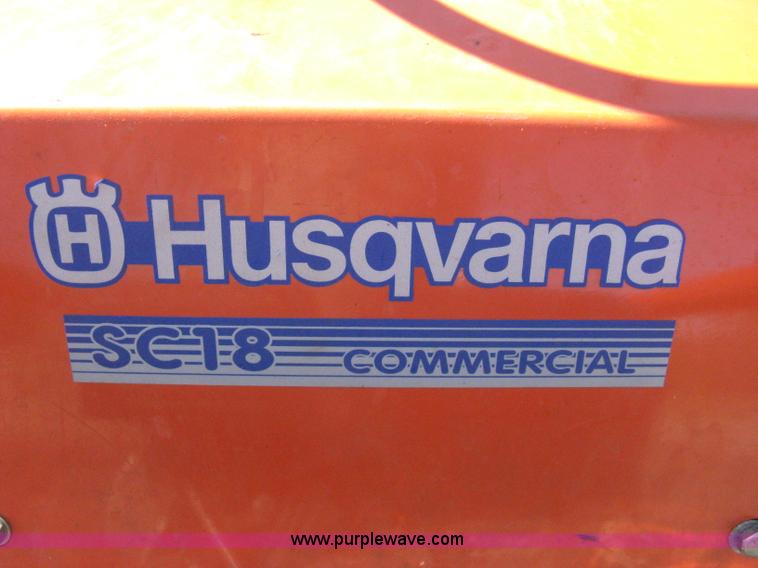 H Husqvarna
SC18 COMMERCIAL
www.purplewave.com